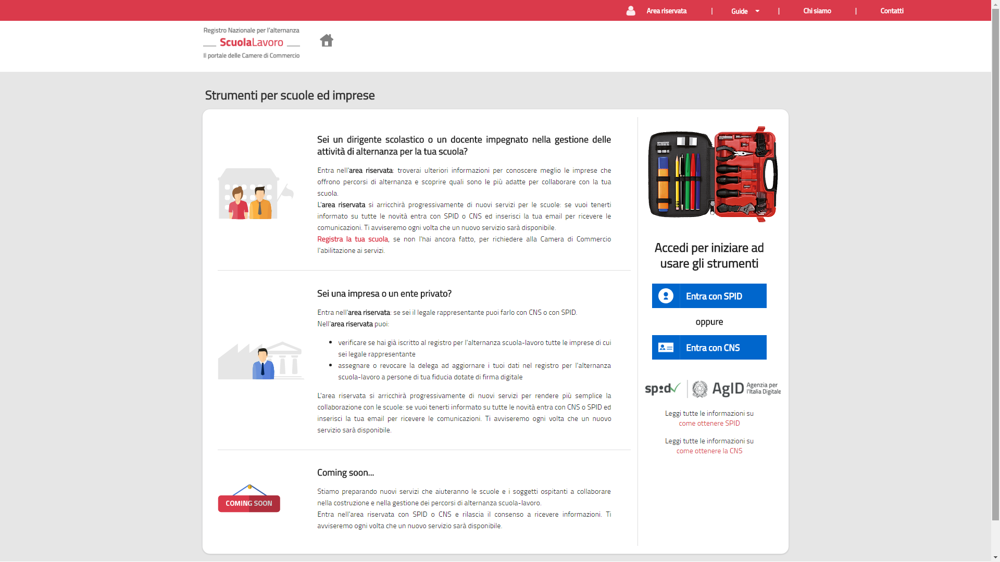 Area riservata | Guide | Chi siamo | Contatti
Registro Nazionale per l'alternanza
ScuolaLavoro
Il portale delle Camere di Commercio
Strumenti per scuole ed imprese
Sei un dirigente scolastico o un docente impegnato nella gestione delle
attività di alternanza per la tua scuola?
Entra nell'area riservata: troverai ulteriori informazioni per conoscere meglio le imprese che
offrono percorsi di alternanza e scoprire quali sono le più adatte per collaborare con la tua
scuola.
L'area riservata si arricchirà progressivamente di nuovi servizi per le scuole: se vuoi tenerti
informato su tutte le novità entra con SPID o CNS ed inserisci la tua email per ricevere le
comunicazioni. Ti avviseremo ogni volta che un nuovo servizio sarà disponibile.
Registra la tua scuola, se non l'hai ancora fatto, per richiedere alla Camera di Commercio
l'abilitazione ai servizi.
Sei una impresa o un ente privato?
Entra nell'area riservata: se sei il legale rappresentante puoi farlo con CNS o con SPID.
Nell'area riservata puoi:
• verificare se hai già iscritto al registro per l'alternanza scuola-lavoro tutte le imprese di cui
sei legale rappresentante
• assegnare o revocare la delega ad aggiornare i tuoi dati nel registro per l'alternanza
scuola-lavoro a persone di tua fiducia dotate di firma digitale
L'area riservata si arricchirà progressivamente di nuovi servizi per rendere più semplice la
collaborazione con le scuole: se vuoi tenerti informato su tutte le novità entra con CNS o SPID ed
inserisci la tua email per ricevere le comunicazioni. Ti avviseremo ogni volta che un nuovo
servizio sarà disponibile.
COMING SOON
Coming soon...
Stiamo preparando nuovi servizi che aiuteranno le scuole e i soggetti ospitanti a collaborare
nella costruzione e nella gestione dei percorsi di alternanza scuola-lavoro.
Entra nell'area riservata con SPID o CNS e rilascia il consenso a ricevere informazioni. Ti
avviseremo ogni volta che un nuovo servizio sarà disponibile.
Accedi per iniziare ad
usare gli strumenti
Entra con SPID
oppure
Entra con CNS
spid | AgID Agenzia per
l'Italia Digitale
Leggi tutte le informazioni su
come ottenere SPID
Leggi tutte le informazioni su
come ottenere la CNS